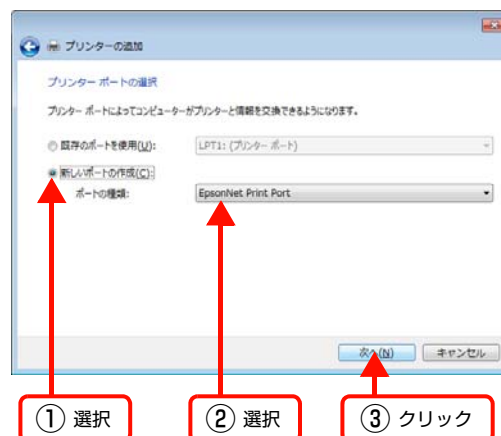 プリンターの追加
プリンター ポートの選択
プリンター ポートによってコンピューターがプリンターと情報を交換できるようになります。
既存のポートを使用(U): LPT1: (プリンター ポート)
新しいポートの作成(C):
ポートの種類: EpsonNet Print Port
次へ(N) キャンセル
① 選択 ② 選択 ③ クリック